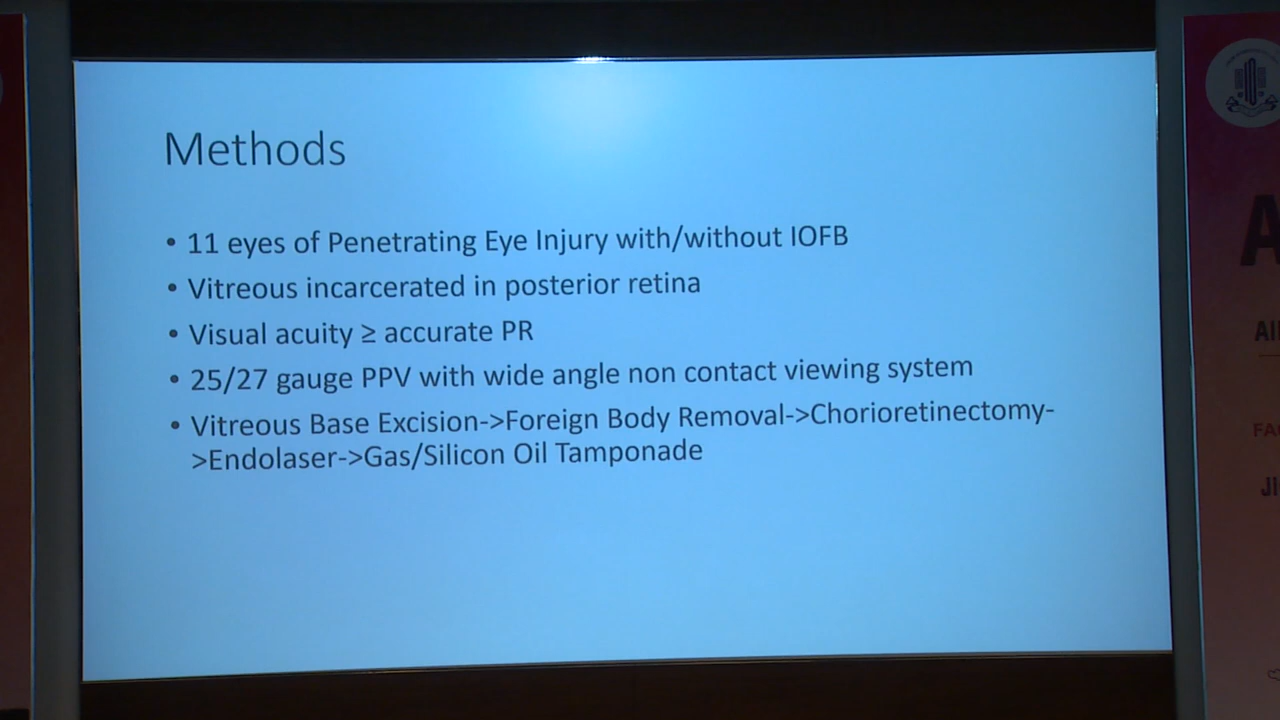 Methods
• 11 eyes of Penetrating Eye Injury with/without IOFB
• Vitreous incarcerated in posterior retina
• Visual acuity ≥ accurate PR
• 25/27 gauge PPV with wide angle non contact viewing system
• Vitreous Base Excision->Foreign Body Removal->Chorioretinectomy-
>Endolaser->Gas/Silicon Oil Tamponade